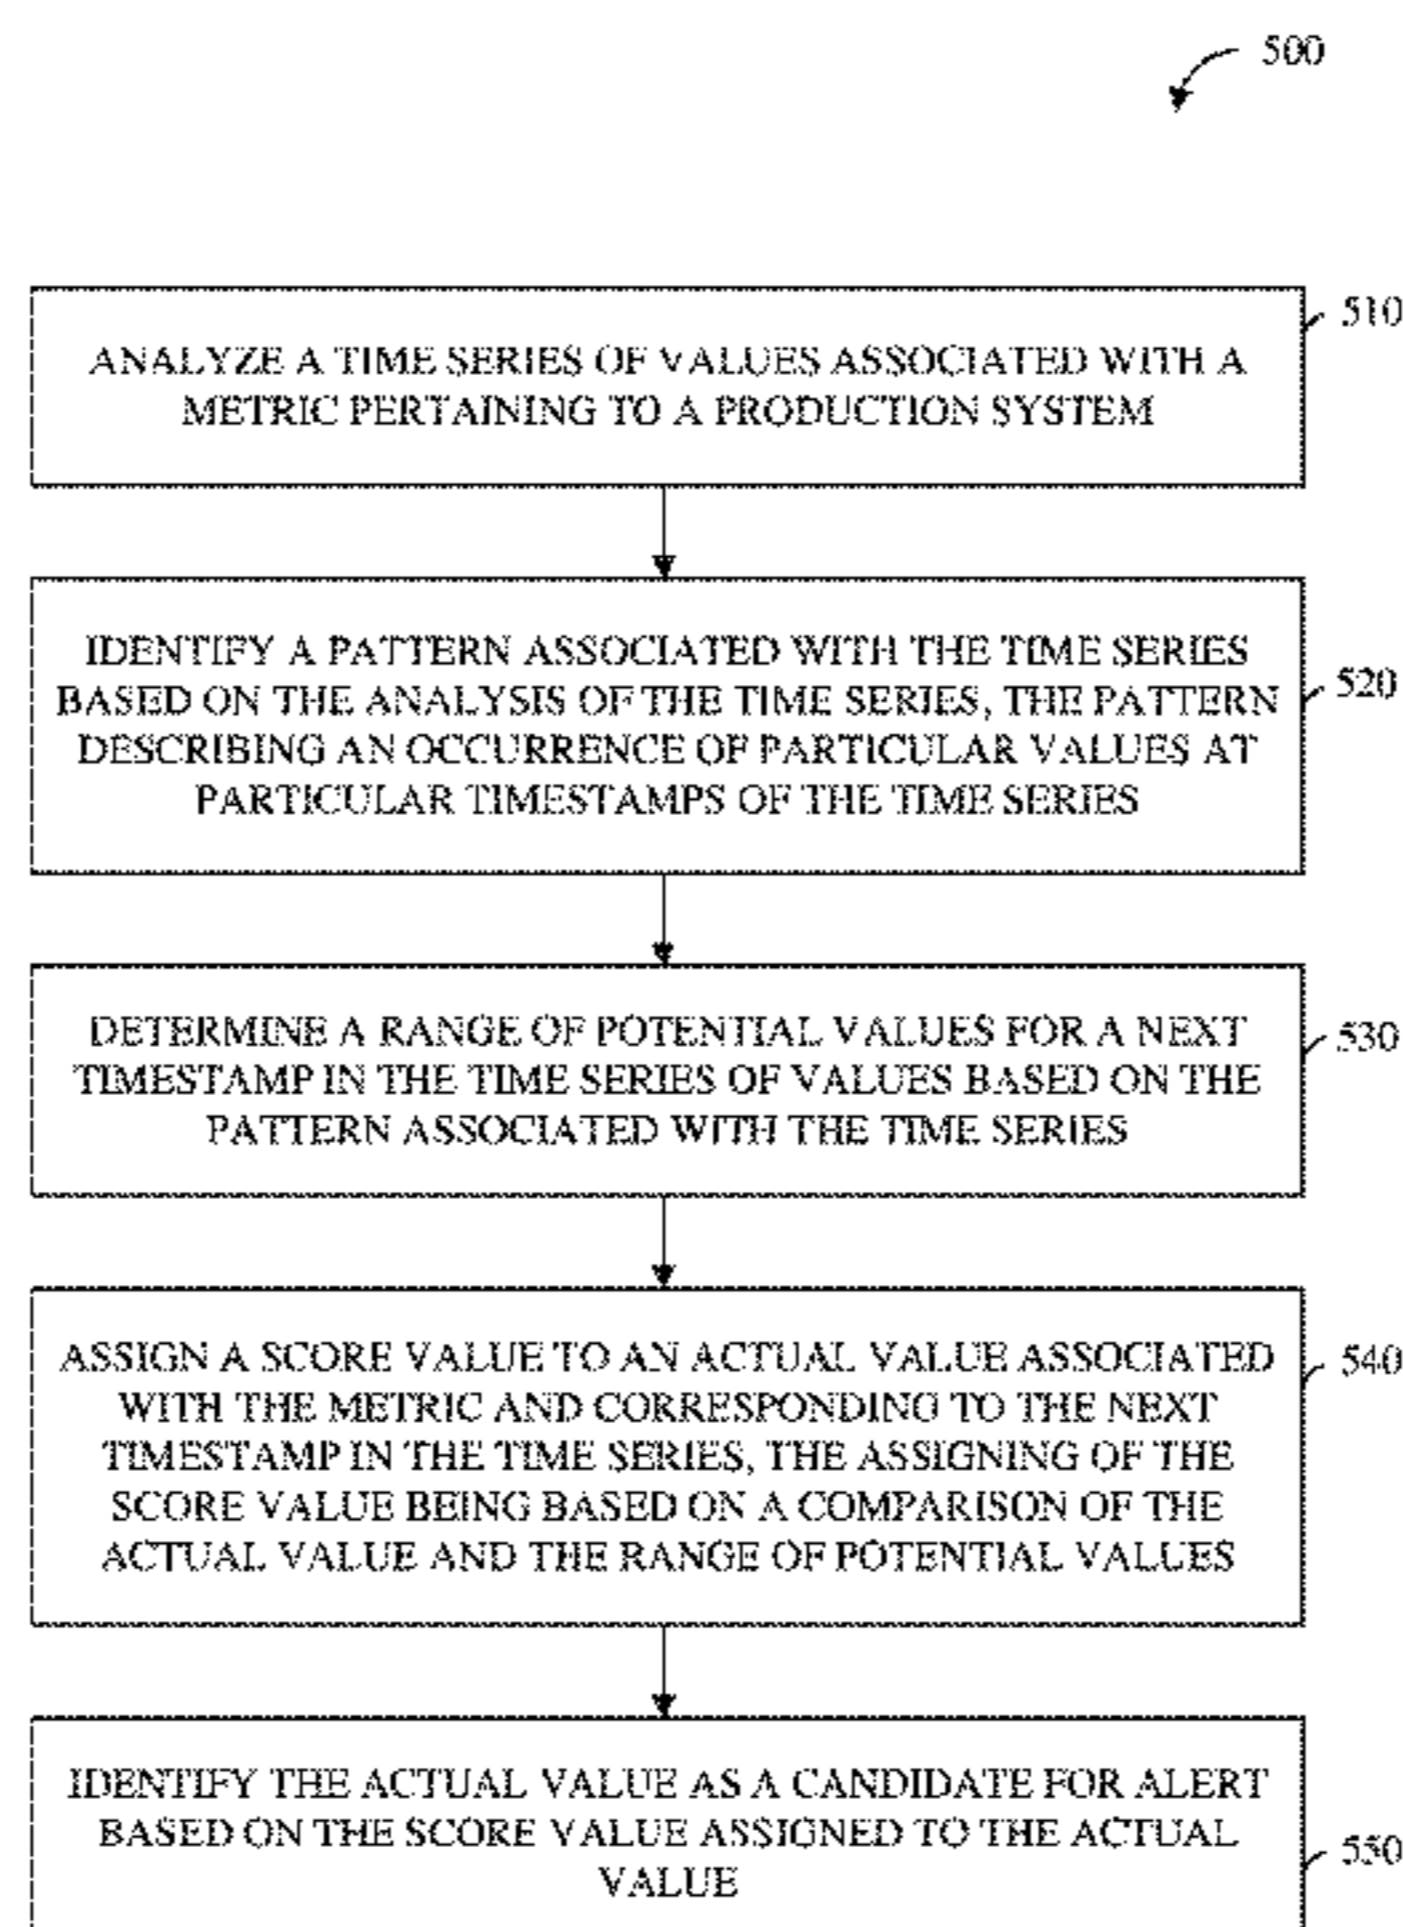 500
510
ANALYZE A TIME SERIES OF VALUES ASSOCIATED WITH A
METRIC PERTAINING TO A PRODUCTION SYSTEM
IDENTIFY A PATTERN ASSOCIATED WITH THE TIME SERIES
BASED ON THE ANALYSIS OF THE TIME SERIES, THE PATTERN
520
DESCRIBING AN OCCURRENCE OF PARTICULAR VALUES AT
PARTICULAR TIMESTAMPS OF THE TIME SERIES
DETERMINE A RANGE OF POTENTIAL VALUES FOR A NEXT
530
TIMESTAMP IN THE TIME SERIES OF VALUES BASED ON THE
PATTERN ASSOCIATED WITH THE TIME SERIES
ASSIGN A SCORE VALUE TO AN ACTUAL VALUE ASSOCIATED
540
WITH THE METRIC AND CORRESPONDING TO THE NEXT
TIMESTAMP IN THE TIME SERIES, THE ASSIGNING OF THE
SCORE VALUE BEING BASED ON A COMPARISON OF THE
ACTUAL VALUE AND THE RANGE OF POTENTIAL VALUES
IDENTIFY THE ACTUAL VALUE AS A CANDIDATE FOR ALERT
BASED ON THE SCORE VALUE ASSIGNED TO THE ACTUAL
550
VALUE